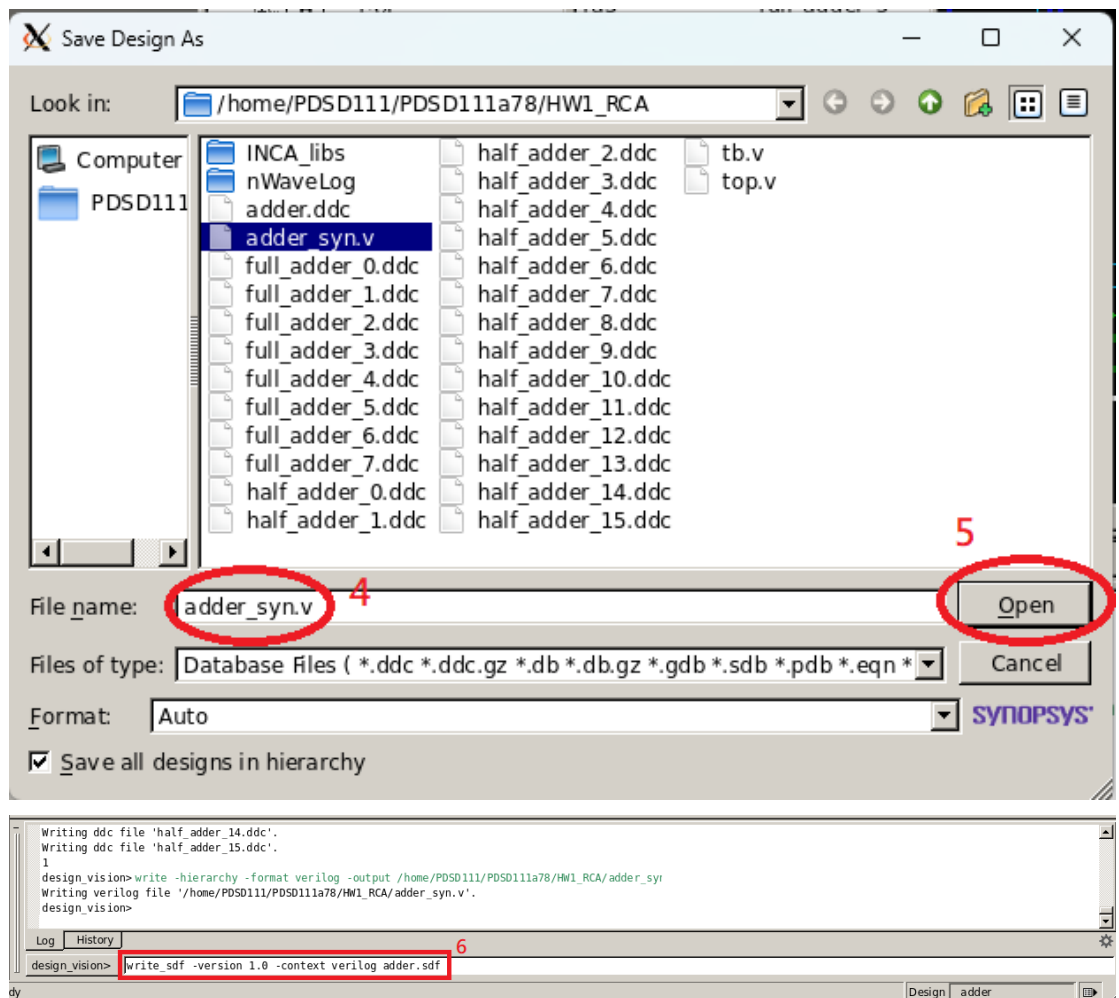 Save Design As
Look in: /home/PDSD111/PDSD111a78/HW1_RCA
Computer
PDSD111
INCA_libs
nWaveLog
adder.ddc
adder_syn.v
full_adder_0.ddc
full_adder_1.ddc
full_adder_2.ddc
full_adder_3.ddc
full_adder_4.ddc
full_adder_5.ddc
full_adder_6.ddc
full_adder_7.ddc
half_adder_0.ddc
half_adder_1.ddc
half_adder_2.ddc
half_adder_3.ddc
half_adder_4.ddc
half_adder_5.ddc
half_adder_6.ddc
half_adder_7.ddc
half_adder_8.ddc
half_adder_9.ddc
half_adder_10.ddc
half_adder_11.ddc
half_adder_12.ddc
half_adder_13.ddc
half_adder_14.ddc
half_adder_15.ddc
tb.v
top.v
5
File name: adder_syn.v 4 Open
Files of type: Database Files ( *.ddc *.ddc.gz *.db *.db.gz *.gdb *.sdb *.pdb *.eqn * Cancel
Format: Auto SYNOPSYS
Save all designs in hierarchy
Writing ddc file 'half_adder_14.ddc'.
Writing ddc file 'half_adder_15.ddc'.
1
design_vision> write -hierarchy -format verilog -output /home/PDSD111/PDSD111a78/HW1_RCA/adder_syn
Writing verilog file '/home/PDSD111/PDSD111a78/HW1_RCA/adder_syn.v'.
design_vision>
Log History 6
design_vision> write_sdf -version 1.0 -context verilog adder.sdf
dy Design adder